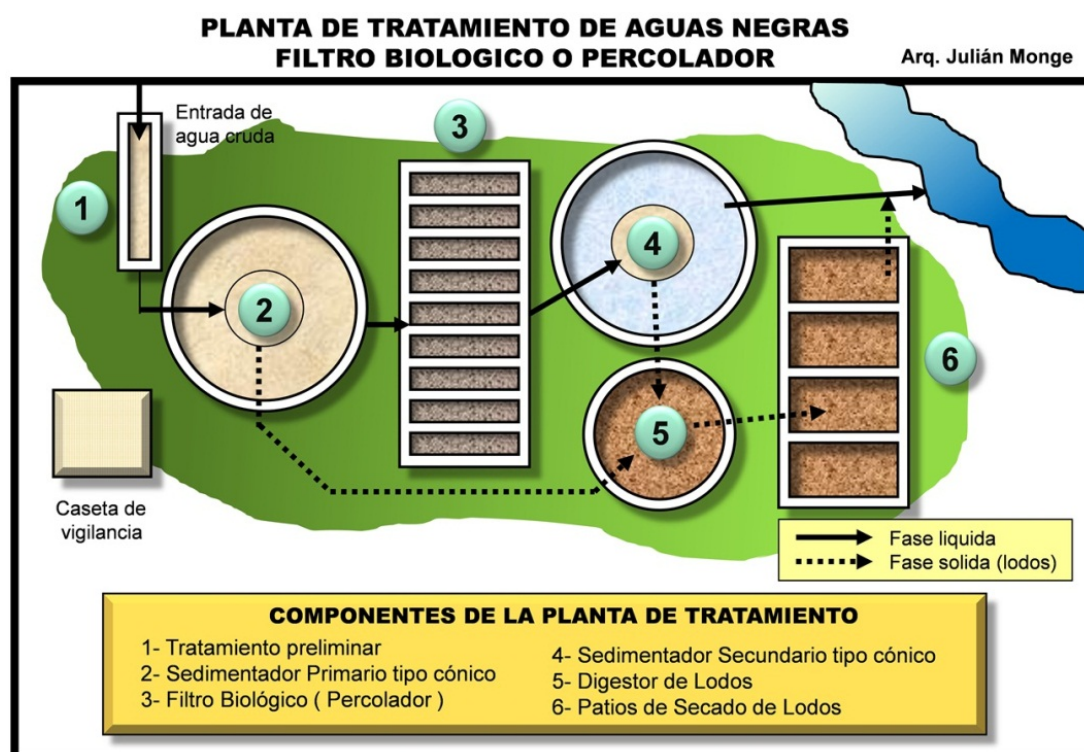 PLANTA DE TRATAMIENTO DE AGUAS NEGRAS
FILTRO BIOLOGICO O PERCOLADOR
Arq. Julián Monge
Entrada de
agua cruda
1
2
3
4
5
6
Caseta de
vigilancia
Fase liquida
Fase solida (lodos)
COMPONENTES DE LA PLANTA DE TRATAMIENTO
1- Tratamiento preliminar
2- Sedimentador Primario tipo cónico
3- Filtro Biológico ( Percolador )
4- Sedimentador Secundario tipo cónico
5- Digestor de Lodos
6- Patios de Secado de Lodos